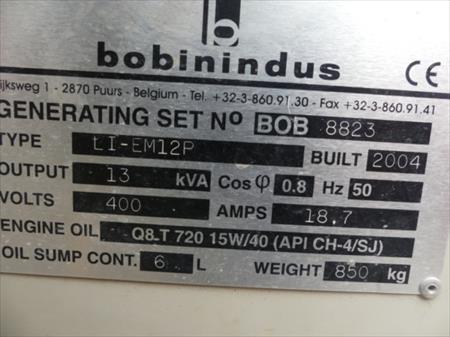 b
bobinindus
CE
ijksweg 1 - 2870 Puurs - Belgium - Tel. +32-3-860.91.30 - Fax +32-3-860.91.41
GENERATING SET Nº BOB 8823
TYPE LI-EM12P BUILT 2004
OUTPUT 13 kVA Cos φ 0.8 Hz 50
VOLTS 400 AMPS 18.7
ENGINE OIL Q8.T 720 15W/40 (API CH-4/SJ)
OIL SUMP CONT. 6 L WEIGHT 850 kg